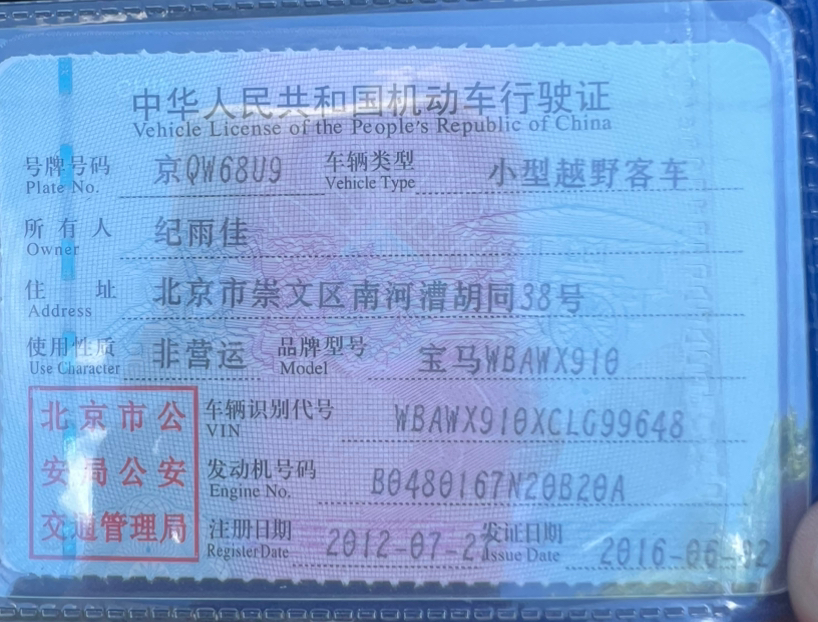 中华人民共和国机动车行驶证
Vehicle License of the People's Republic of China
号牌号码 京QW68U9 车辆类型 小型越野客车
Plate No. Vehicle Type
所有人 纪雨佳
Owner
住址 北京市崇文区南河漕胡同38号
Address
使用性质 非营运 品牌型号 宝马WBAWX910
Use Character Model
北京市公
安局公安
交通管理局
车辆识别代号 WBAWX910XCLG99648
VIN
发动机号码 B0480167N20B20A
Engine No.
注册日期 发证日期
Register Date Issue Date